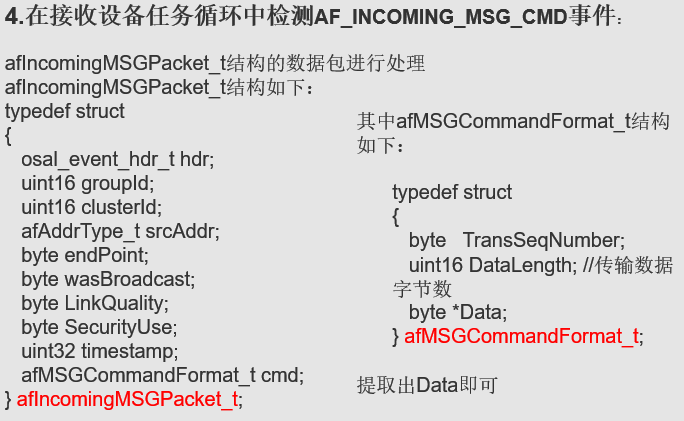 4.在接收设备任务循环中检测AF_INCOMING_MSG_CMD事件：
afIncomingMSGPacket_t结构的数据包进行处理
afIncomingMSGPacket_t结构如下：
typedef struct
{
osal_event_hdr_t hdr;
uint16 groupId;
uint16 clusterId;
afAddrType_t srcAddr;
byte endPoint;
byte wasBroadcast;
byte LinkQuality;
byte SecurityUse;
uint32 timestamp;
afMSGCommandFormat_t cmd;
} afIncomingMSGPacket_t;
其中afMSGCommandFormat_t结构
如下：
typedef struct
{
byte TransSeqNumber;
uint16 DataLength; //传输数据
字节数
byte *Data;
} afMSGCommandFormat_t;
提取出Data即可